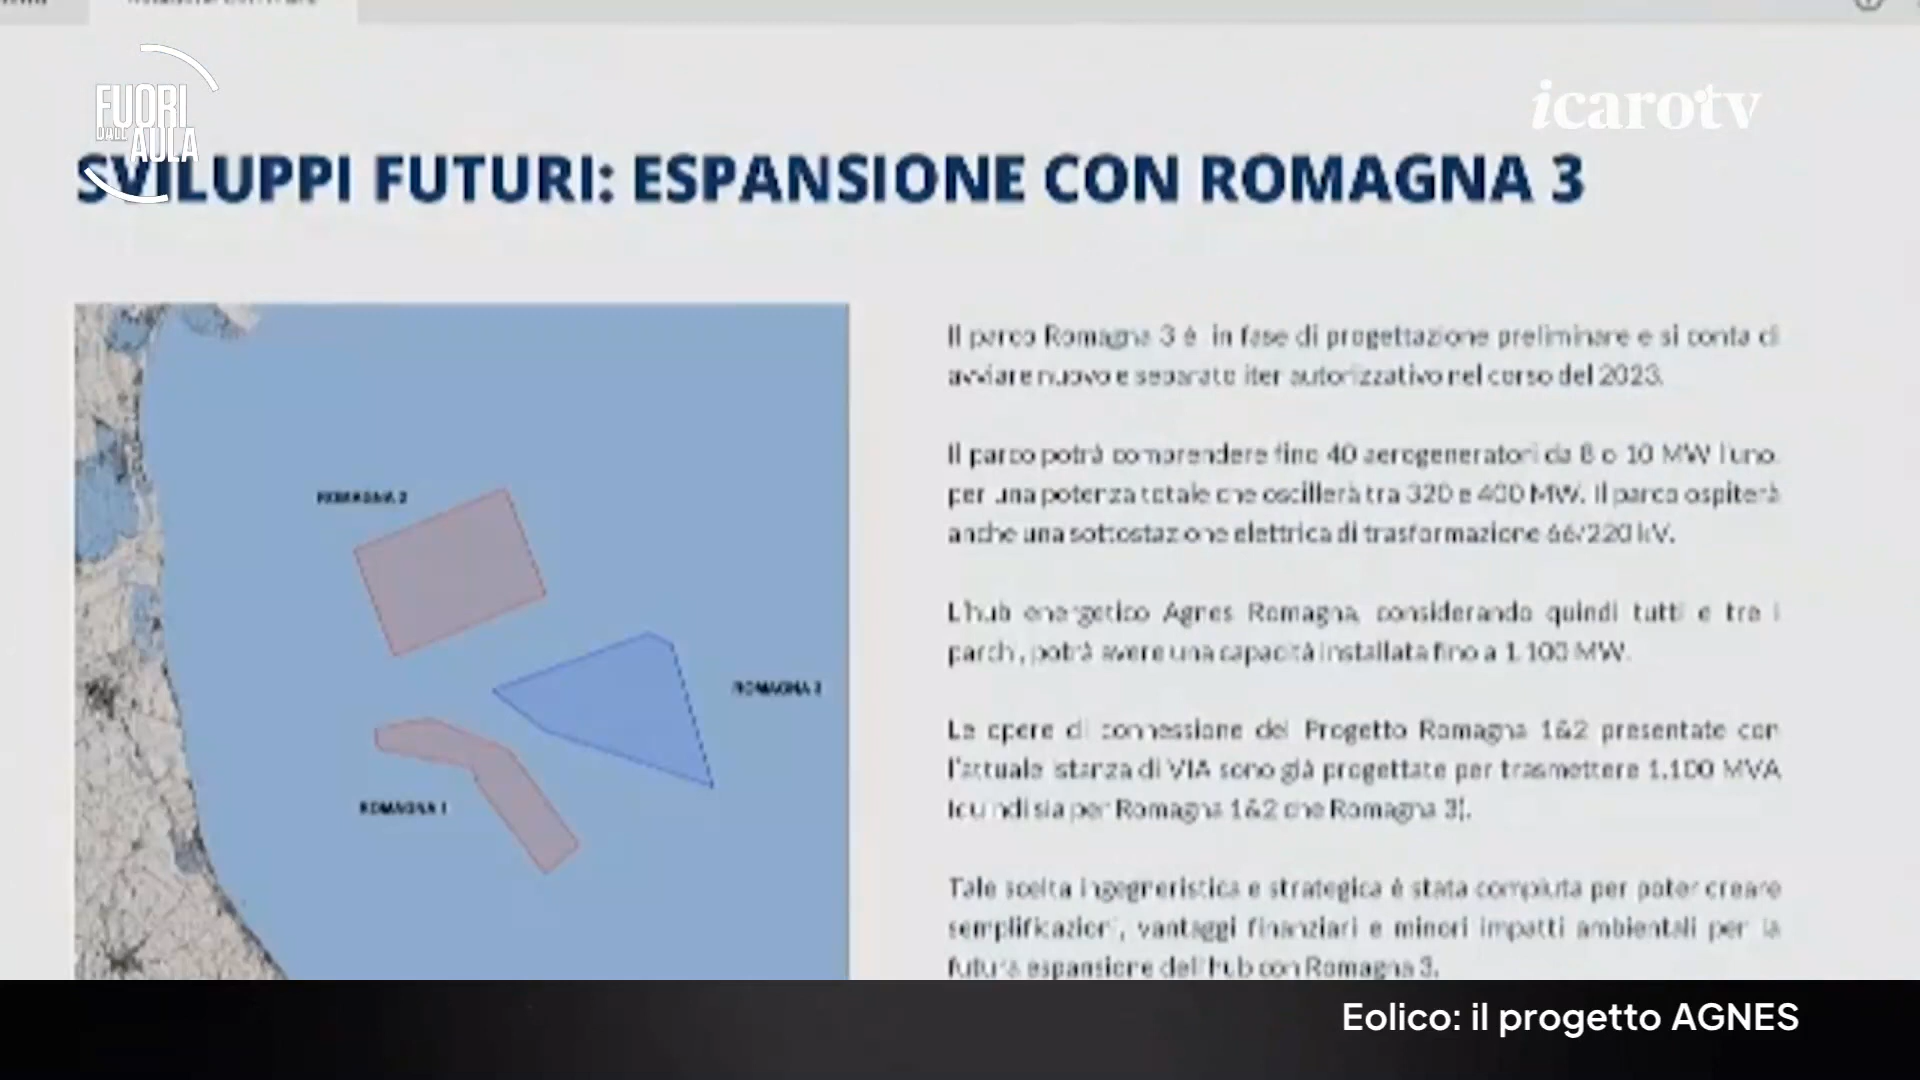 FUORI
DALL'
AULA
icarotv
SVILUPPI FUTURI: ESPANSIONE CON ROMAGNA 3
Il parco Romagna 3 è in fase di progettazione preliminare e si conta di
avviare nuovo e separato iter autorizzativo nel corso del 2023.
Il parco potrà comprendere fino 40 aerogeneratori da 8 o 10 MW l'uno,
per una potenza totale che oscillerà tra 320 e 400 MW. Il parco ospiterà
anche una sottostazione elettrica di trasformazione 66/220 kV.
L'hub energetico Agnes Romagna, considerando quindi tutti e tre i
parchi, potrà avere una capacità installata fino a 1.100 MW.
Le opere di connessione del Progetto Romagna 1&2 presentate con
l'attuale istanza di VIA sono già progettate per trasmettere 1.100 MVA
(quindi sia per Romagna 1&2 che Romagna 3).
Tale scelta ingegneristica e strategica è stata compiuta per poter creare
semplificazioni, vantaggi finanziari e minori impatti ambientali per la
futura espansione dell'hub con Romagna 3.
ROMAGNA 2
ROMAGNA 3
ROMAGNA 1
Eolico: il progetto AGNES